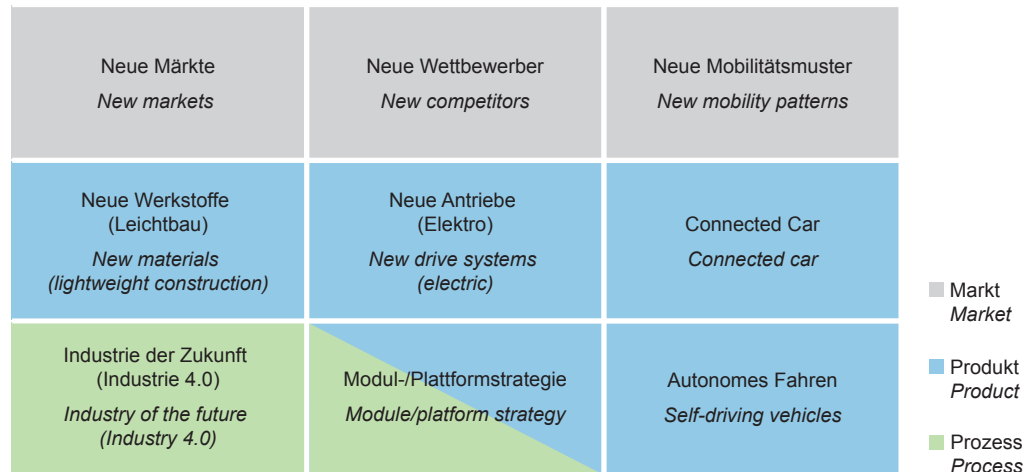 Neue Märkte
New markets
Neue Wettbewerber
New competitors
Neue Mobilitätsmuster
New mobility patterns
Neue Werkstoffe
(Leichtbau)
New materials
(lightweight construction)
Neue Antriebe
(Elektro)
New drive systems
(electric)
Connected Car
Connected car
Industrie der Zukunft
(Industrie 4.0)
Industry of the future
(Industry 4.0)
Modul-/Plattformstrategie
Module/platform strategy
Autonomes Fahren
Self-driving vehicles
Markt
Market
Produkt
Product
Prozess
Process